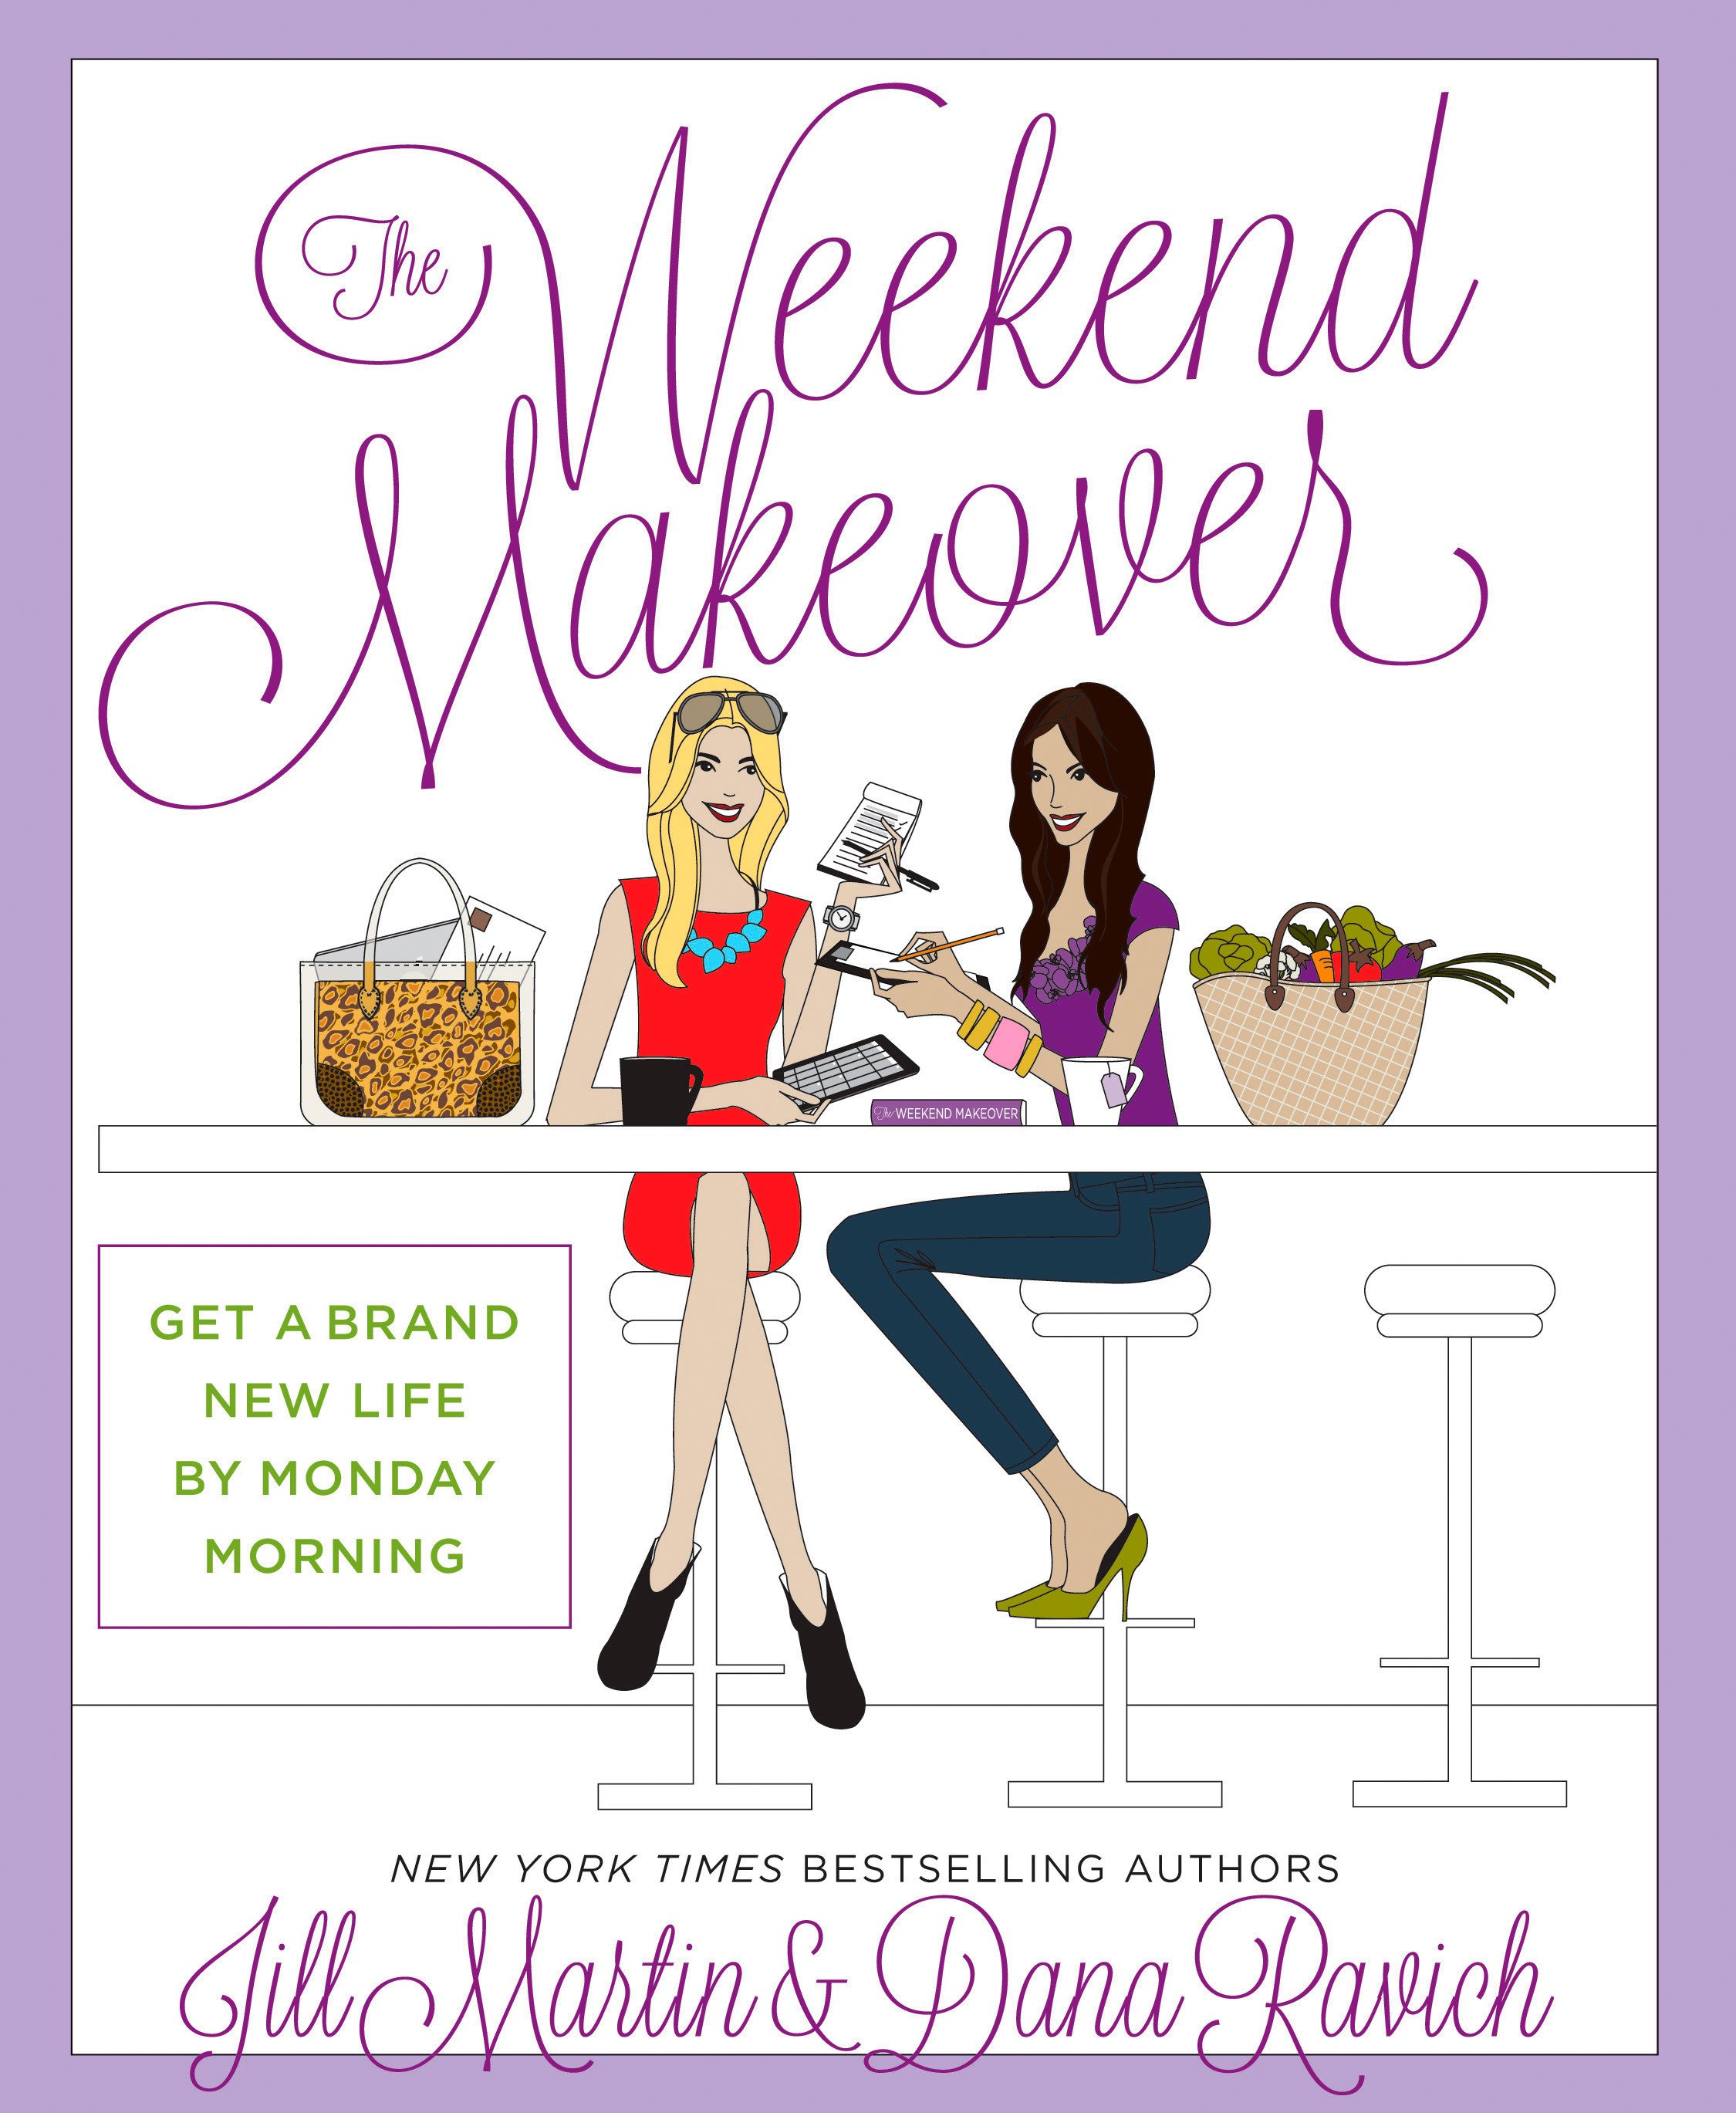 The Weekend
Makeover
The WEEKEND MAKEOVER
GET A BRAND
NEW LIFE
BY MONDAY
MORNING
NEW YORK TIMES BESTSELLING AUTHORS
Jill Martin & Dana Ravich